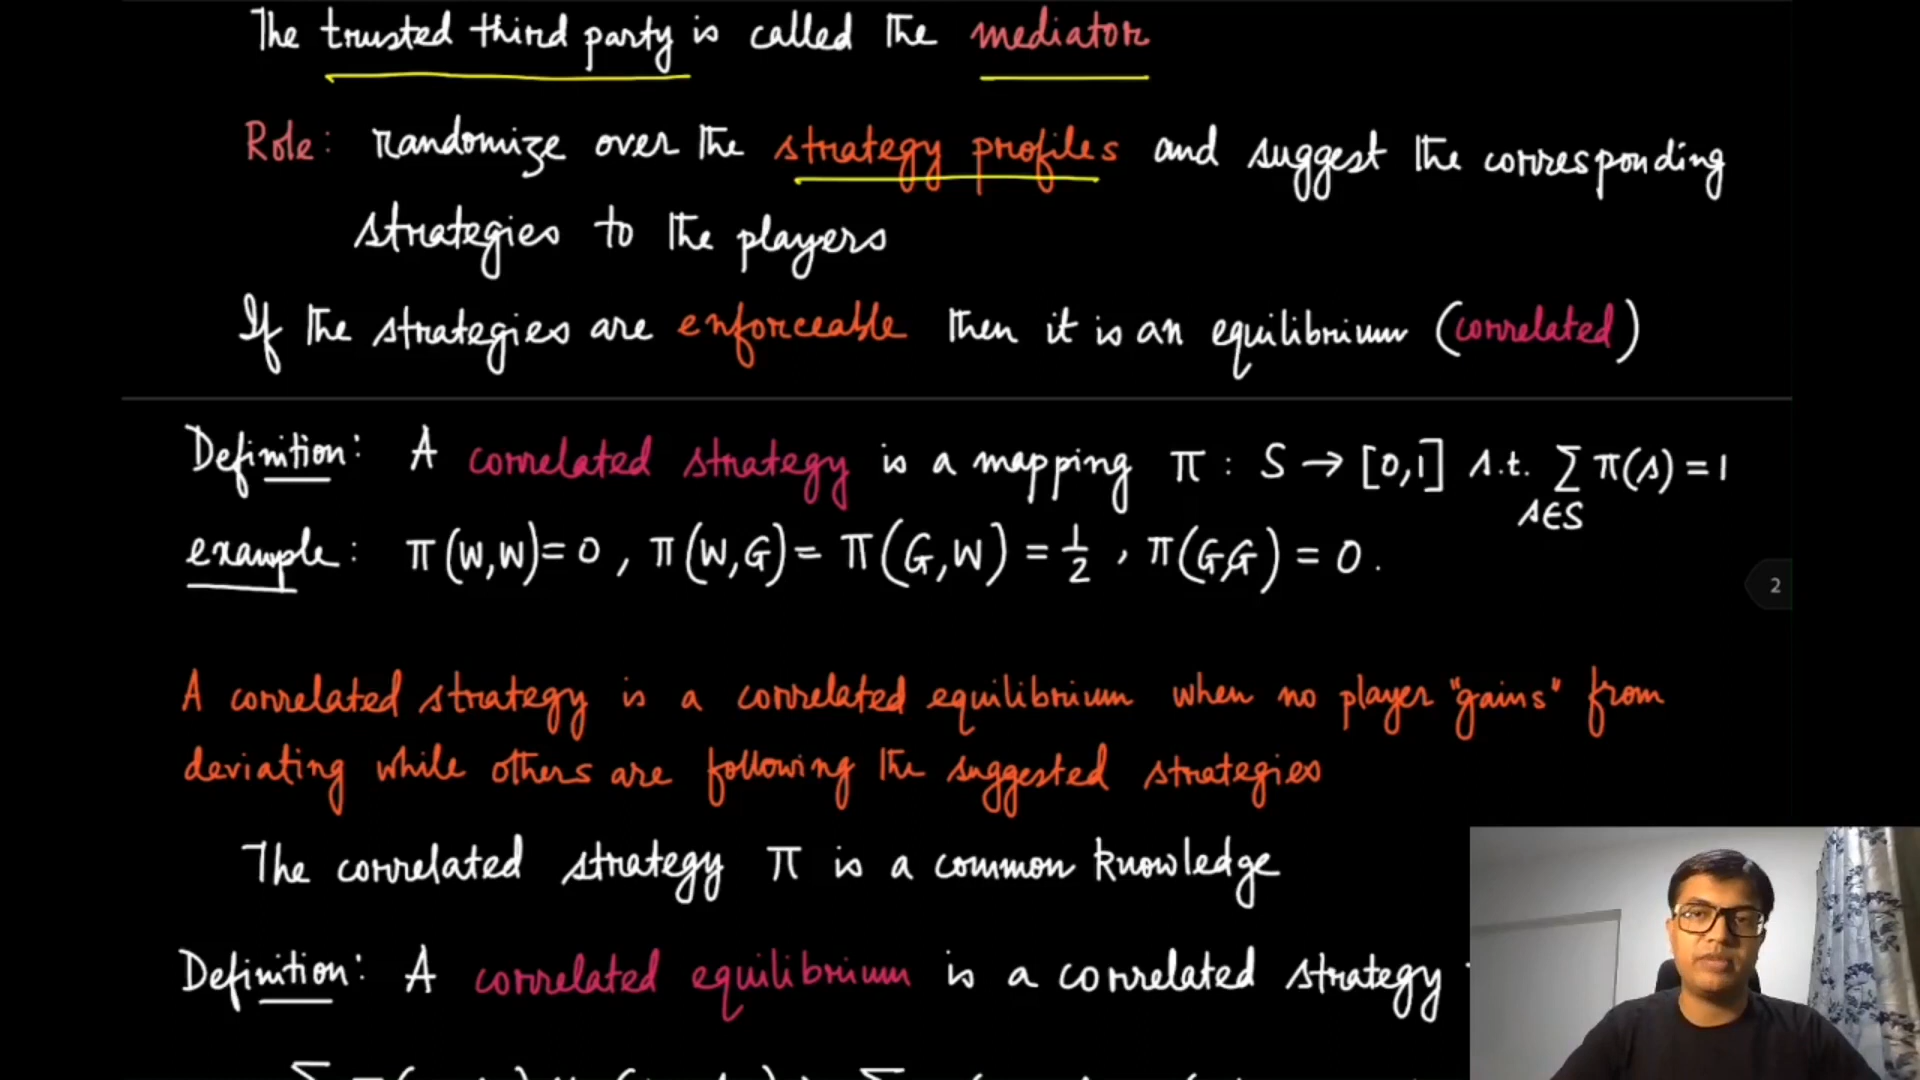 The trusted third party is called the mediator
Role: randomize over the strategy profiles and suggest the corresponding
strategies to the players
If the strategies are enforceable then it is an equilibrium (correlated)
Definition: A correlated strategy is a mapping π : S → [0,1] s.t. ∑ π(s) = 1
s∈S
example: π(W,W)=0, π(W,G)= π(G,W) = 1/2, π(G,G) = 0.
2
A correlated strategy is a correlated equilibrium when no player "gains" from
deviating while others are following the suggested strategies
The correlated strategy π is a common knowledge
Definition: A correlated equilibrium is a correlated strategy